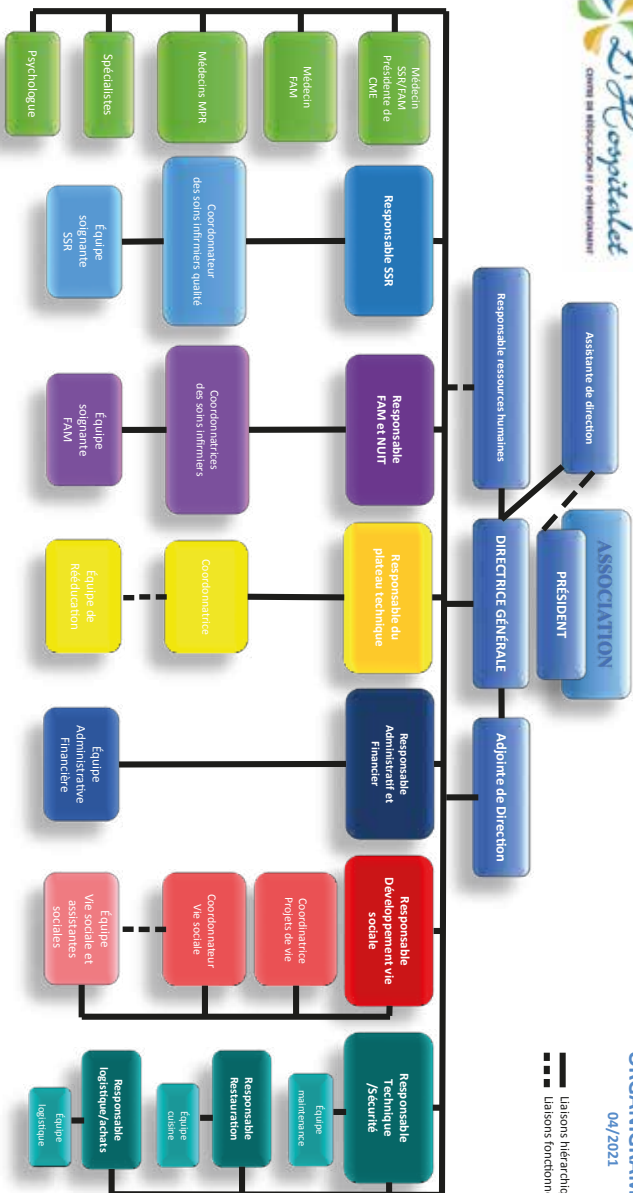 L'Hospitalet
CENTRE DE RÉÉDUCATION ET D'HÉBERGEMENT
04/2021
Liaisons hiérarchic
Liaisons fonctionn
ASSOCIATION
PRÉSIDENT
Assistante de direction
Responsable ressources humaines
DIRECTRICE GÉNÉRALE
Adjointe de Direction
Médecin
SSR/FAM
Présidente de
CME
Médecin
FAM
Médecins MPR
Spécialistes
Psychologue
Responsable SSR
Coordonnateur
des soins infirmiers qualité
Équipe
soignante
SSR
Responsable
FAM et NUIT
Coordonnatrices
des soins infirmiers
Équipe
soignante
FAM
Responsable du
plateau technique
Coordonnatrice
Équipe de
Rééducation
Responsable
Administratif et
Financier
Équipe
Administrative
Financière
Responsable
Développement vie
sociale
Coordinatrice
Projets de vie
Coordonnateur
Vie sociale
Équipe
Vie sociale et
assistantes
sociales
Responsable
Technique
/Sécurité
Équipe
maintenance
Responsable
Restauration
Équipe
cuisine
Responsable
logistique/achats
Équipe
logistique